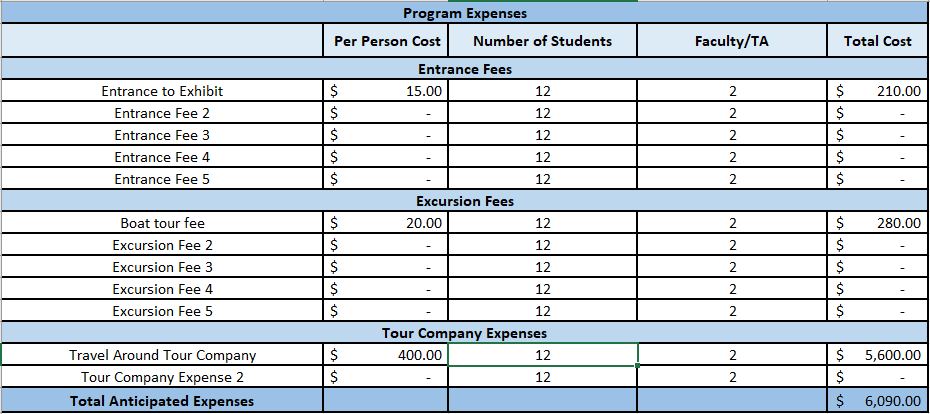 Program Expenses
Per Person Cost Number of Students Faculty/TA Total Cost
Entrance Fees
Entrance to Exhibit $ 15.00 12 2 $ 210.00
Entrance Fee 2 $ - 12 2 $ -
Entrance Fee 3 $ - 12 2 $ -
Entrance Fee 4 $ - 12 2 $ -
Entrance Fee 5 $ - 12 2 $ -
Excursion Fees
Boat tour fee $ 20.00 12 2 $ 280.00
Excursion Fee 2 $ - 12 2 $ -
Excursion Fee 3 $ - 12 2 $ -
Excursion Fee 4 $ - 12 2 $ -
Excursion Fee 5 $ - 12 2 $ -
Tour Company Expenses
Travel Around Tour Company $ 400.00 12 2 $ 5,600.00
Tour Company Expense 2 $ - 12 2 $ -
Total Anticipated Expenses $ 6,090.00